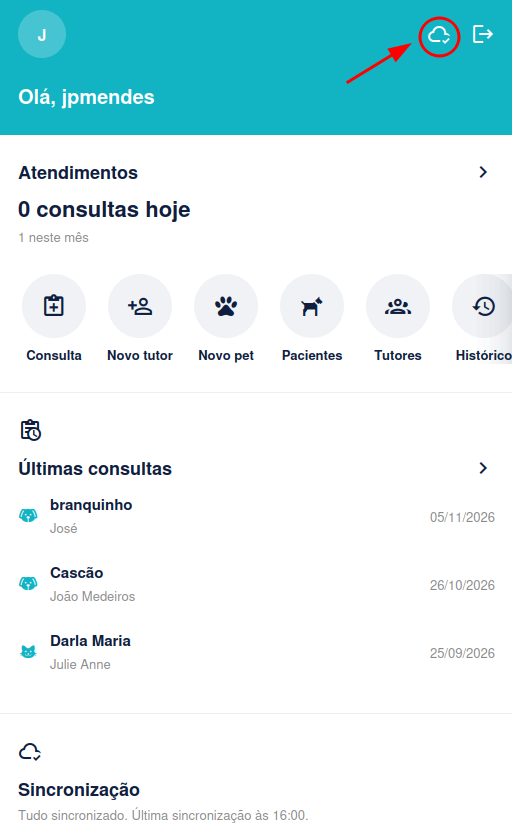 J
Olá, jpmendes
Atendimentos
0 consultas hoje
1 neste mês
Consulta
Novo tutor
Novo pet
Pacientes
Tutores
Histórico
Últimas consultas
branquinho
José
05/11/2026
Cascão
João Medeiros
26/10/2026
Darla Maria
Julie Anne
25/09/2026
Sincronização
Tudo sincronizado. Última sincronização às 16:00.